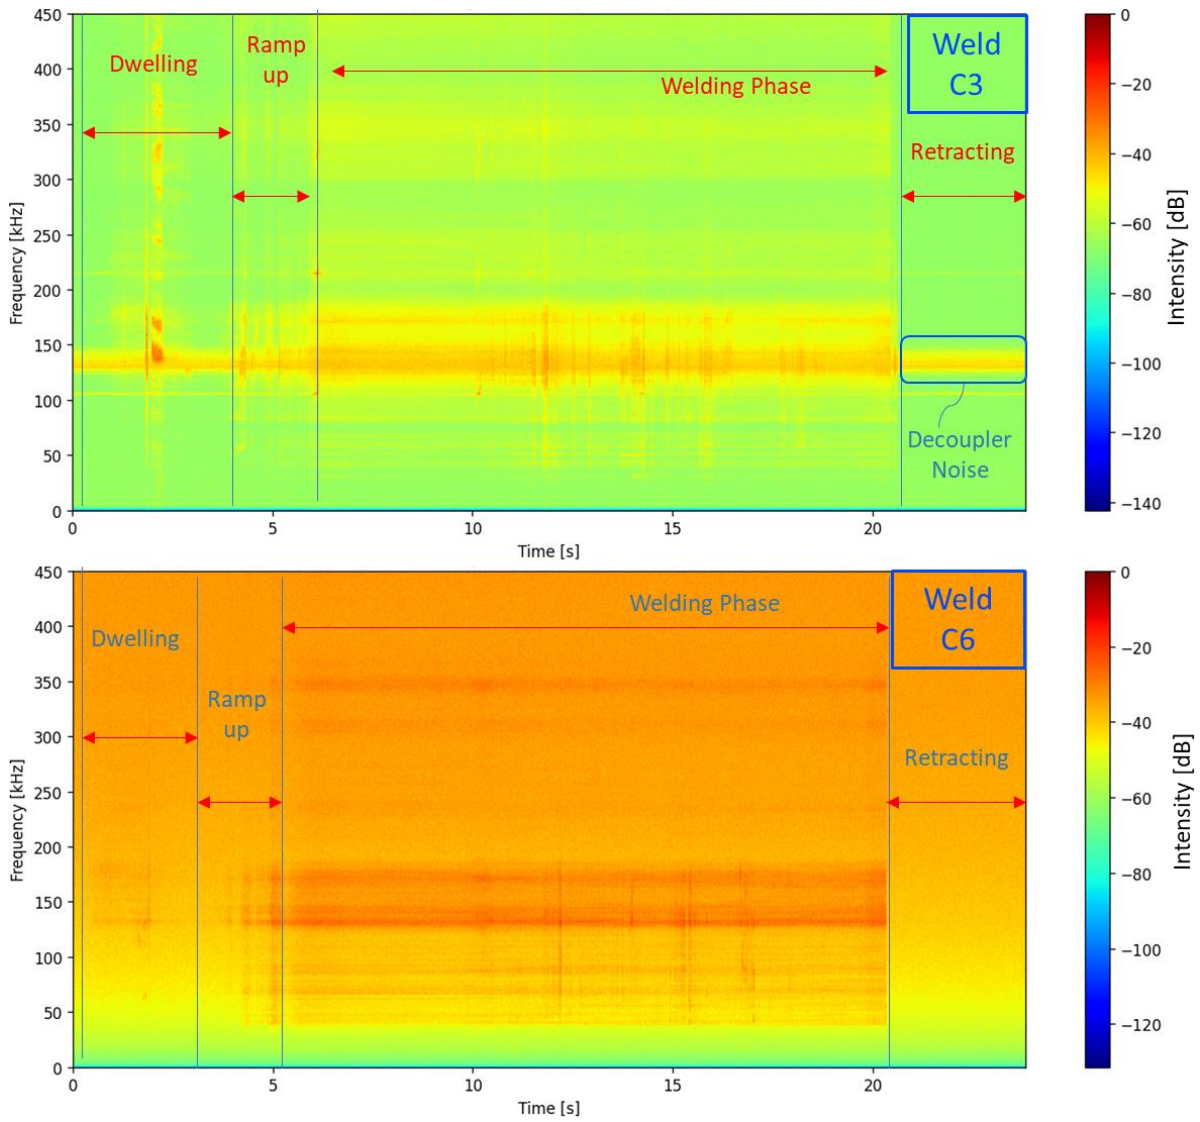 450
400
350
300
250
200
150
100
50
0
Frequency [kHz]
0
5
10
15
20
Time [s]
Dwelling
Ramp
up
Welding Phase
Weld
C3
Retracting
Decoupler
Noise
0
−20
−40
−60
−80
−100
−120
−140
Intensity [dB]
450
400
350
300
250
200
150
100
50
0
Frequency [kHz]
0
5
10
15
20
Time [s]
Dwelling
Ramp
up
Welding Phase
Weld
C6
Retracting
0
−20
−40
−60
−80
−100
−120
Intensity [dB]